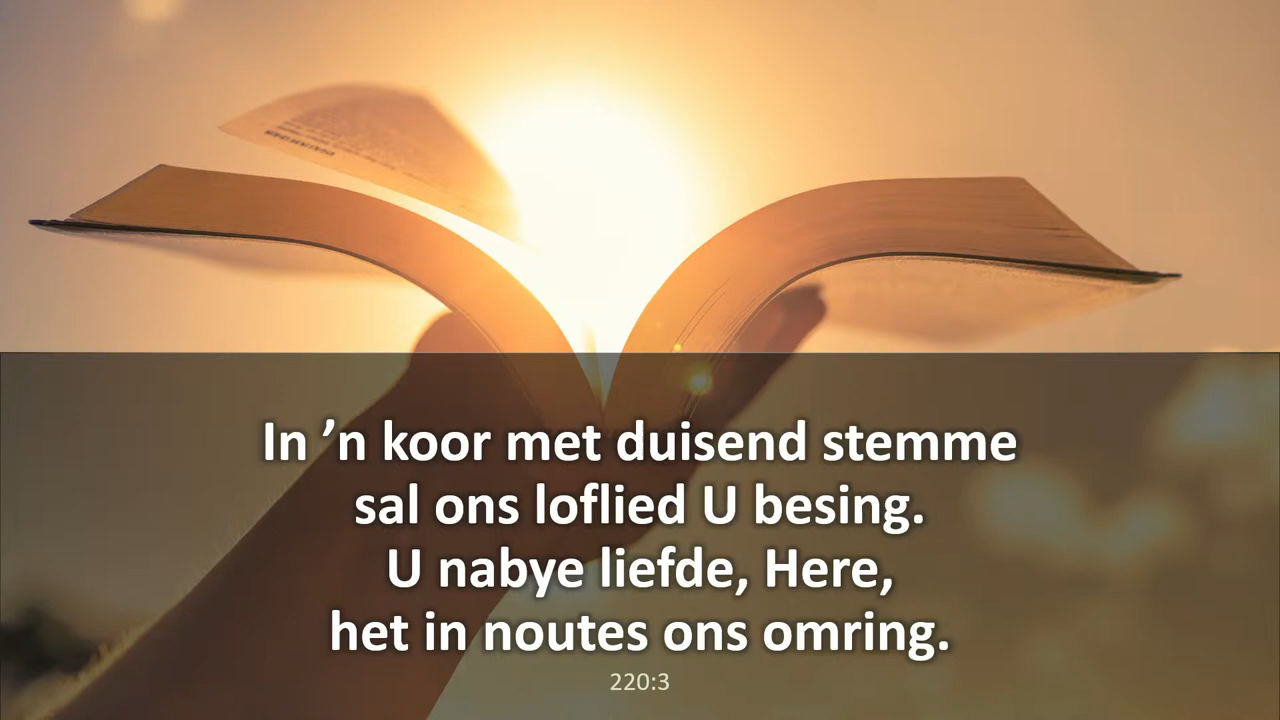 In ’n koor met duisend stemme
sal ons loflied U besing.
U nabye liefde, Here,
het in noutes ons omring.
220:3